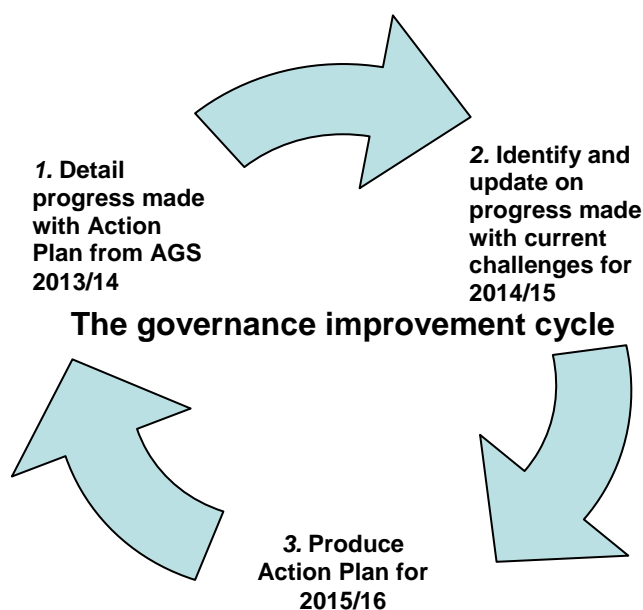 1. Detail
progress made
with Action
Plan from AGS
2013/14
2. Identify and
update on
progress made
with current
challenges for
2014/15
The governance improvement cycle
3. Produce
Action Plan for
2015/16